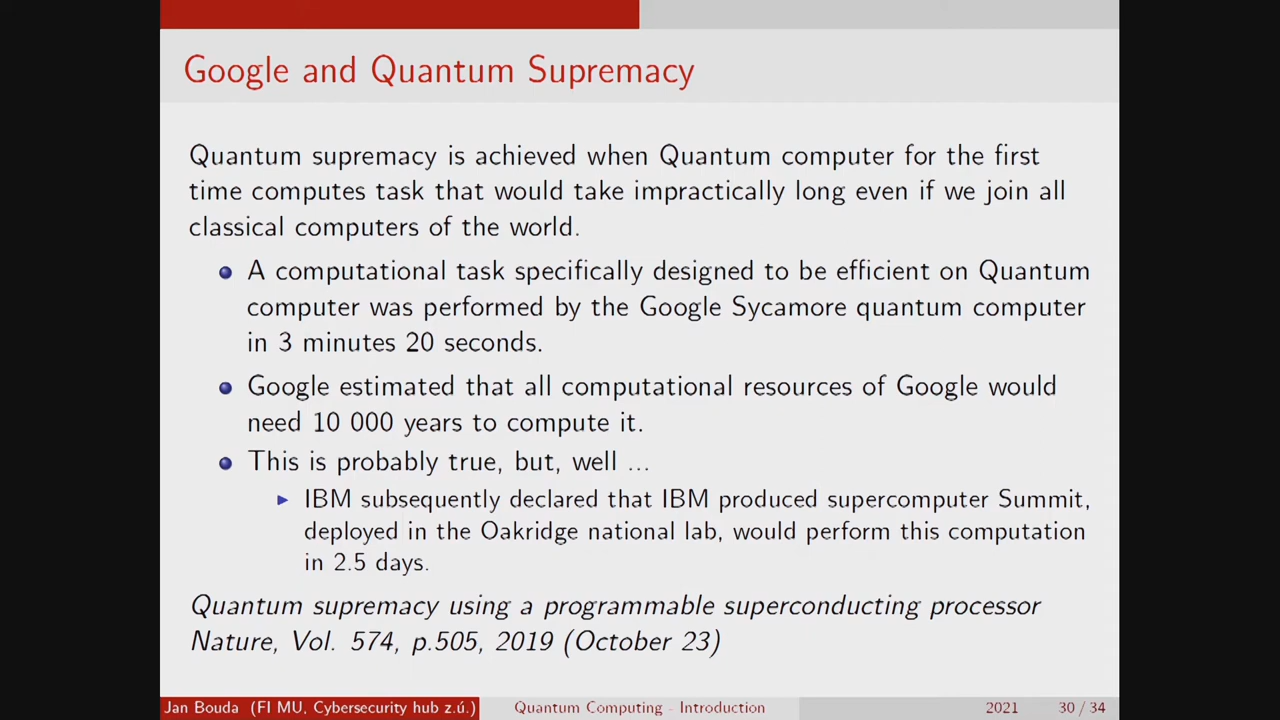 Google and Quantum Supremacy
Quantum supremacy is achieved when Quantum computer for the first
time computes task that would take impractically long even if we join all
classical computers of the world.
A computational task specifically designed to be efficient on Quantum
computer was performed by the Google Sycamore quantum computer
in 3 minutes 20 seconds.
Google estimated that all computational resources of Google would
need 10 000 years to compute it.
This is probably true, but, well ...
IBM subsequently declared that IBM produced supercomputer Summit,
deployed in the Oakridge national lab, would perform this computation
in 2.5 days.
Quantum supremacy using a programmable superconducting processor
Nature, Vol. 574, p.505, 2019 (October 23)
Jan Bouda (FI MU, Cybersecurity hub z.ú.) Quantum Computing - Introduction 2021 30 / 34